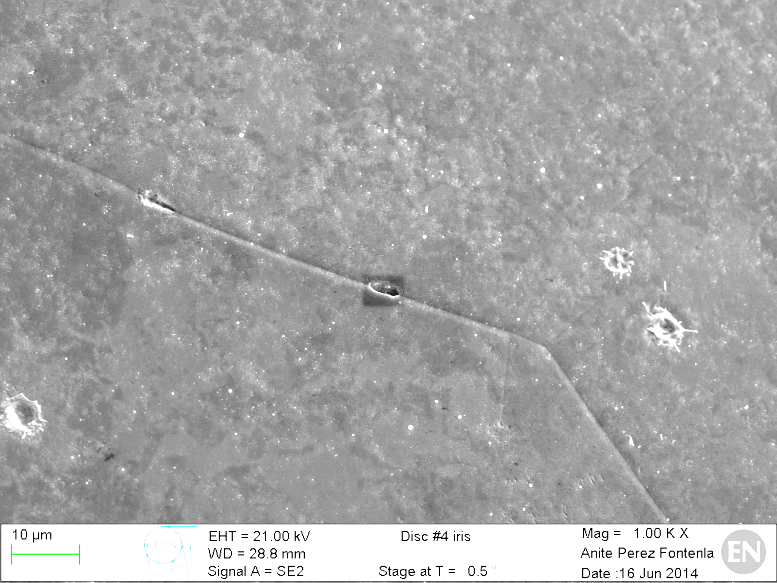 10 µm
EHT = 21.00 kV
WD = 28.8 mm
Signal A = SE2
Disc #4 iris
Stage at T = 0.5 °
Mag = 1.00 K X
Anite Perez Fontenla
Date :16 Jun 2014
EN